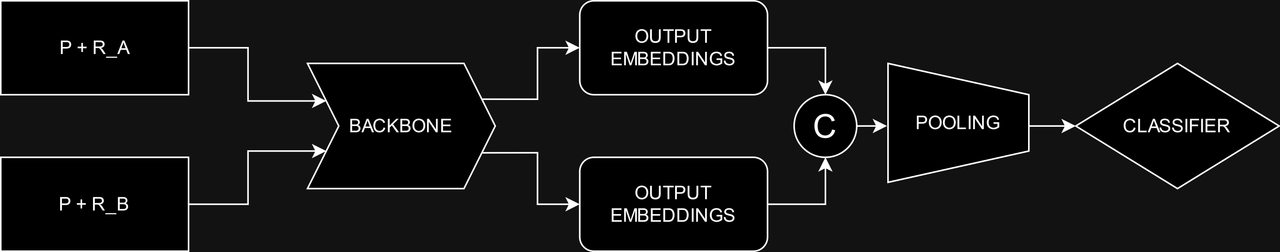 P + R_A
P + R_B
BACKBONE
OUTPUT
EMBEDDINGS
OUTPUT
EMBEDDINGS
C
POOLING
CLASSIFIER